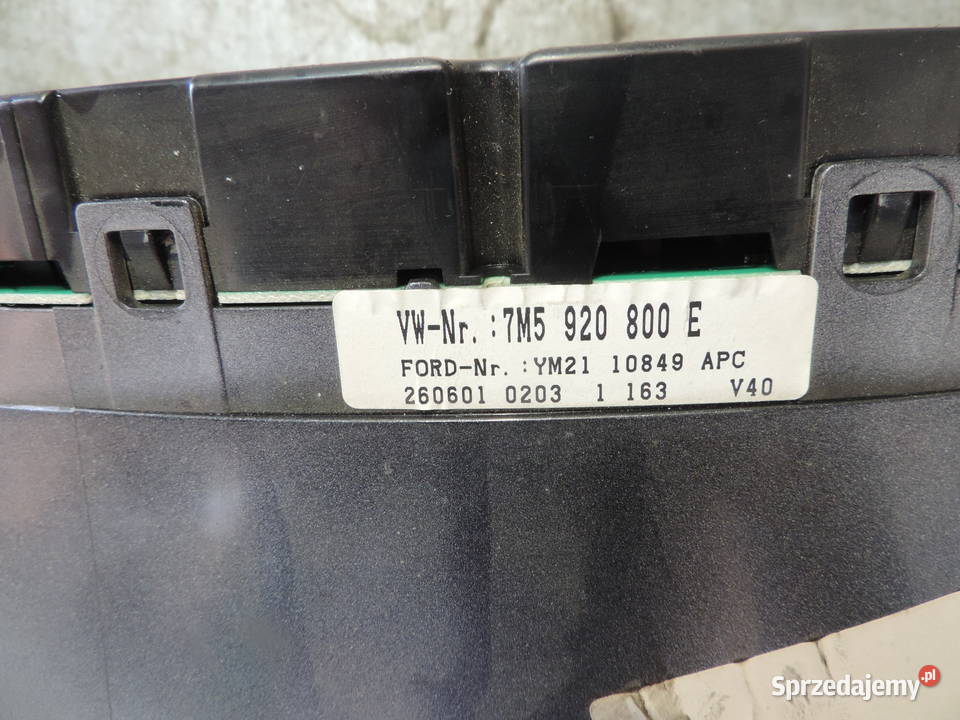 VW-Nr. :7M5 920 800 E
FORD-Nr. :YM21 10849 APC
260601 0203 1 163 V40
Sprzedajemy.pl